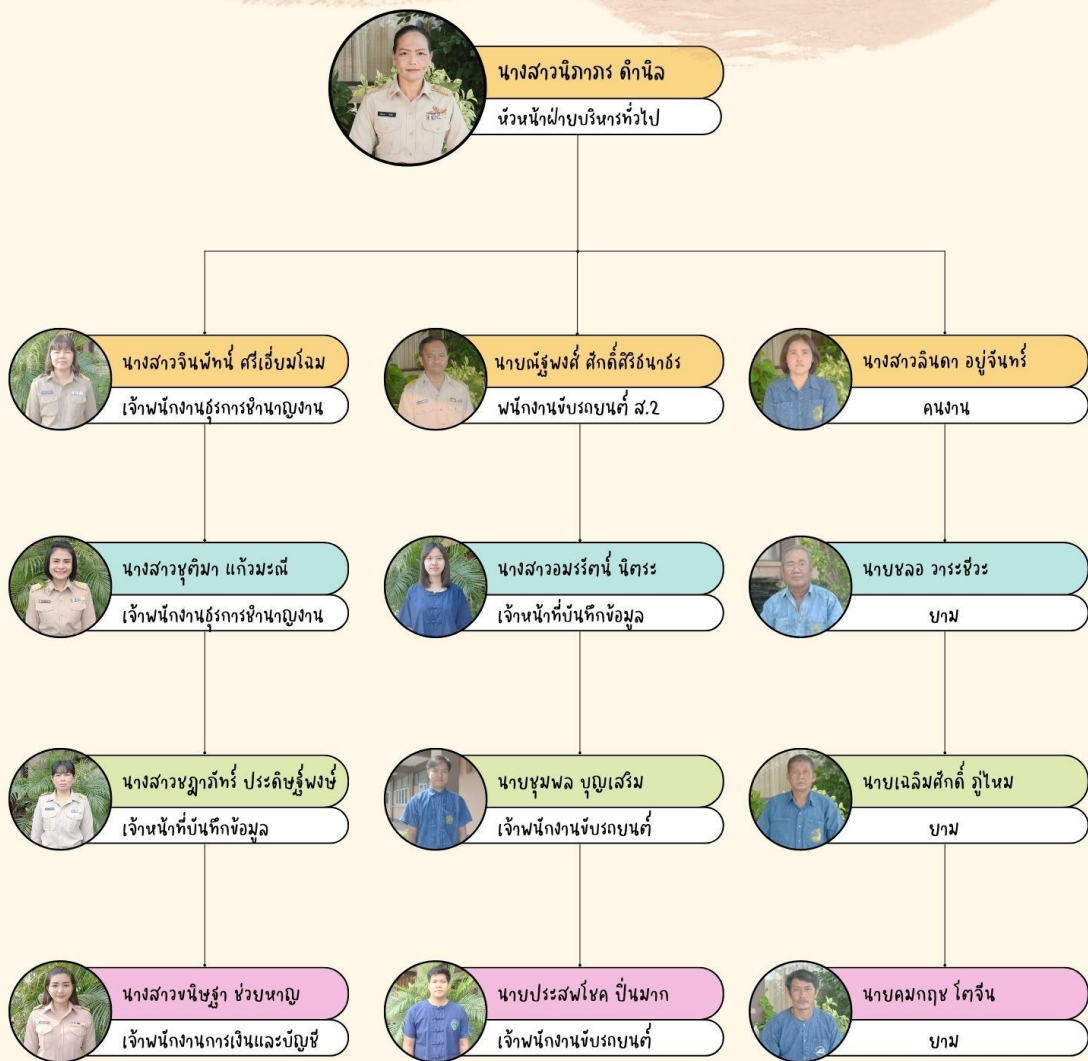 นางสาวนิภาภร ดำนิล
หัวหน้าฝ่ายบริหารทั่วไป
นางสาวจินพัทน์ ศรีเอี่ยมโฉม
เจ้าพนักงานธุรการชำนาญงาน
นายณัฐพงศ์ ศักดิ์ศิริธนาธร
พนักงานขับรถยนต์ ส.2
นางสาวลินดา อยู่จันทร์
คนงาน
นางสาวชุติมา แก้วมะณี
เจ้าพนักงานธุรการชำนาญงาน
นางสาวอมรรัตน์ นิตระ
เจ้าหน้าที่บันทึกข้อมูล
นายชลอ วาระชีวะ
ยาม
นางสาวชฎาภัทร์ ประดิษฐ์พงษ์
เจ้าหน้าที่บันทึกข้อมูล
นายชุมพล บุญเสริม
เจ้าพนักงานขับรถยนต์
นายเฉลิมศักดิ์ ภู่ไหม
ยาม
นางสาวขนิษฐา ช่วยหาญ
เจ้าพนักงานการเงินและบัญชี
นายประสพโชค ปิ่นมาก
เจ้าพนักงานขับรถยนต์
นายคมกฤช โตจีน
ยาม